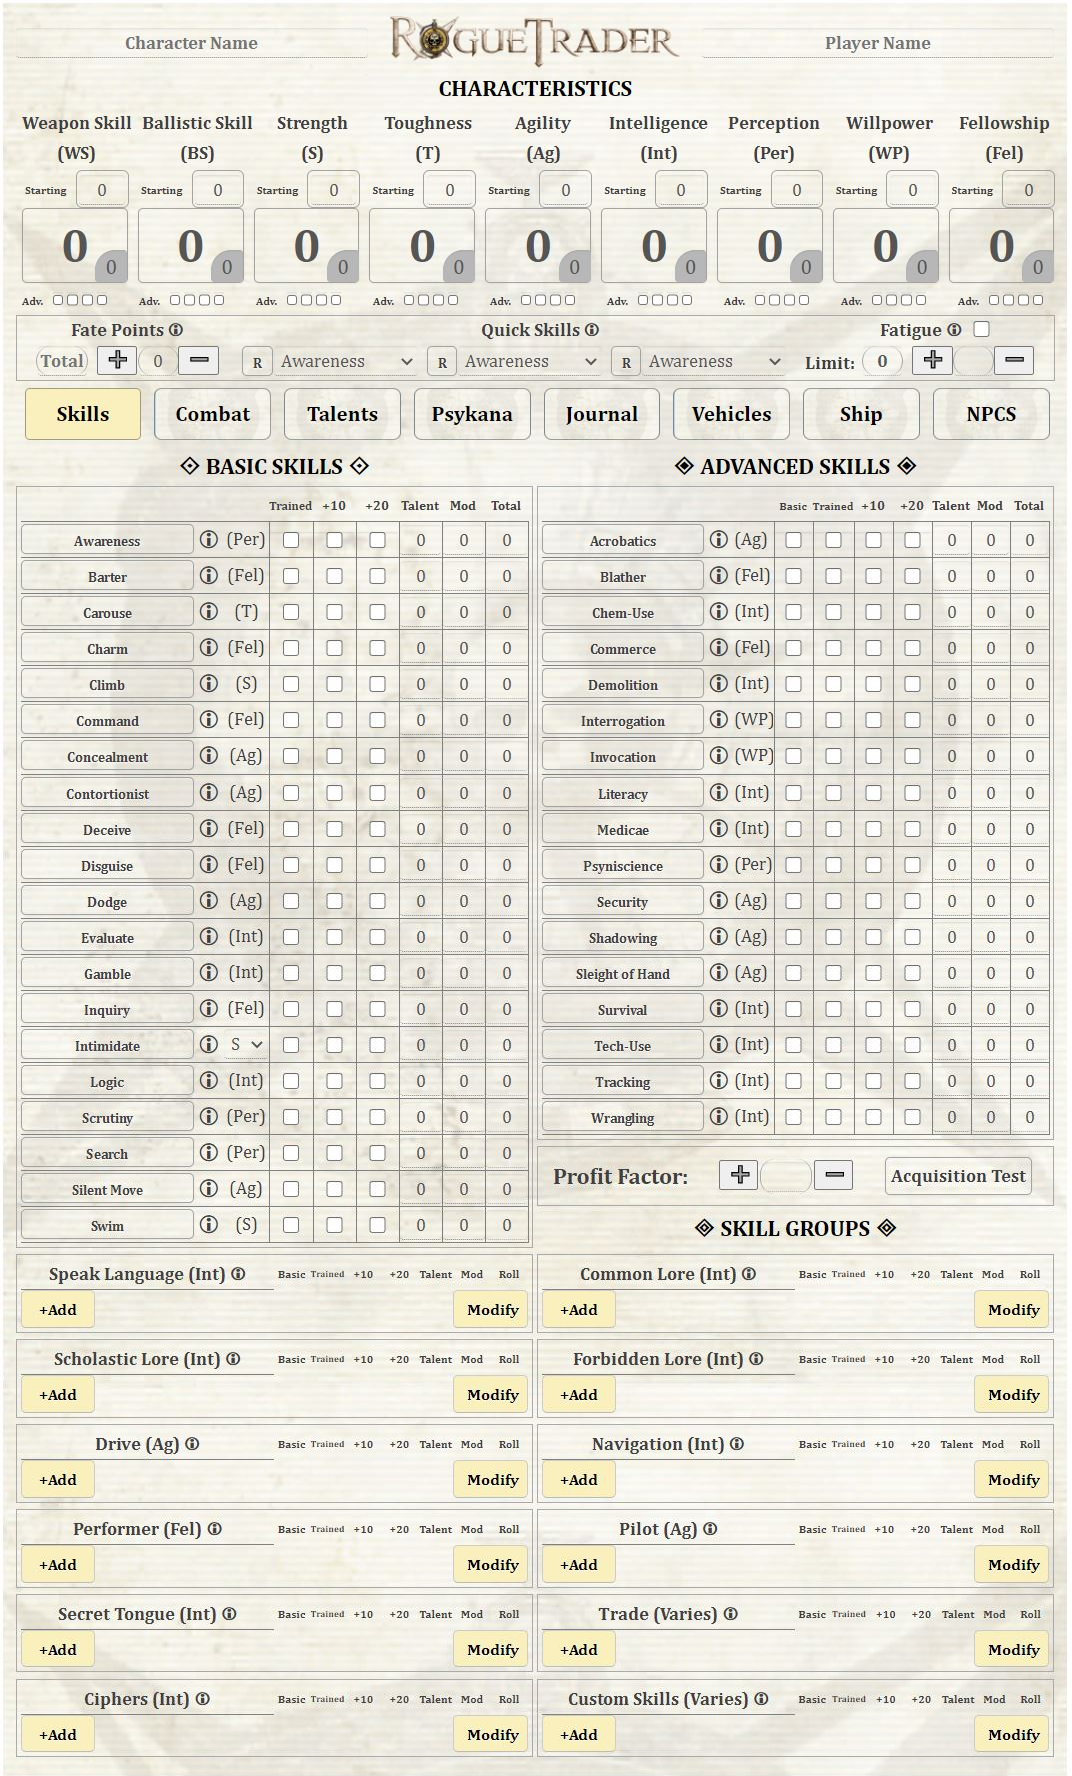 Character Name
ROGUE TRADER
Player Name
CHARACTERISTICS
Weapon Skill Ballistic Skill Strength Toughness Agility Intelligence Perception Willpower Fellowship
(WS) (BS) (S) (T) (Ag) (Int) (Per) (WP) (Fel)
Starting 0 Starting 0 Starting 0 Starting 0 Starting 0 Starting 0 Starting 0 Starting 0 Starting 0
0 0 0 0 0 0 0 0 0 0 0 0 0 0 0 0 0 0
Adv. Adv. Adv. Adv. Adv. Adv. Adv. Adv. Adv.
Fate Points Quick Skills Fatigue
Total + 0 − R Awareness R Awareness R Awareness Limit: 0 + −
Skills Combat Talents Psykana Journal Vehicles Ship NPCS
BASIC SKILLS
Trained +10 +20 Talent Mod Total
Awareness (Per) 0 0 0
Barter (Fel) 0 0 0
Carouse (T) 0 0 0
Charm (Fel) 0 0 0
Climb (S) 0 0 0
Command (Fel) 0 0 0
Concealment (Ag) 0 0 0
Contortionist (Ag) 0 0 0
Deceive (Fel) 0 0 0
Disguise (Fel) 0 0 0
Dodge (Ag) 0 0 0
Evaluate (Int) 0 0 0
Gamble (Int) 0 0 0
Inquiry (Fel) 0 0 0
Intimidate S 0 0 0
Logic (Int) 0 0 0
Scrutiny (Per) 0 0 0
Search (Per) 0 0 0
Silent Move (Ag) 0 0 0
Swim (S) 0 0 0
ADVANCED SKILLS
Basic Trained +10 +20 Talent Mod Total
Acrobatics (Ag) 0 0 0
Blather (Fel) 0 0 0
Chem-Use (Int) 0 0 0
Commerce (Fel) 0 0 0
Demolition (Int) 0 0 0
Interrogation (WP) 0 0 0
Invocation (WP) 0 0 0
Literacy (Int) 0 0 0
Medicae (Int) 0 0 0
Psyniscience (Per) 0 0 0
Security (Ag) 0 0 0
Shadowing (Ag) 0 0 0
Sleight of Hand (Ag) 0 0 0
Survival (Int) 0 0 0
Tech-Use (Int) 0 0 0
Tracking (Int) 0 0 0
Wrangling (Int) 0 0 0
Profit Factor: + − Acquisition Test
SKILL GROUPS
Speak Language (Int) Basic Trained +10 +20 Talent Mod Roll
+Add Modify
Common Lore (Int) Basic Trained +10 +20 Talent Mod Roll
+Add Modify
Scholastic Lore (Int) Basic Trained +10 +20 Talent Mod Roll
+Add Modify
Forbidden Lore (Int) Basic Trained +10 +20 Talent Mod Roll
+Add Modify
Drive (Ag) Basic Trained +10 +20 Talent Mod Roll
+Add Modify
Navigation (Int) Basic Trained +10 +20 Talent Mod Roll
+Add Modify
Performer (Fel) Basic Trained +10 +20 Talent Mod Roll
+Add Modify
Pilot (Ag) Basic Trained +10 +20 Talent Mod Roll
+Add Modify
Secret Tongue (Int) Basic Trained +10 +20 Talent Mod Roll
+Add Modify
Trade (Varies) Basic Trained +10 +20 Talent Mod Roll
+Add Modify
Ciphers (Int) Basic Trained +10 +20 Talent Mod Roll
+Add Modify
Custom Skills (Varies) Basic Trained +10 +20 Talent Mod Roll
+Add Modify